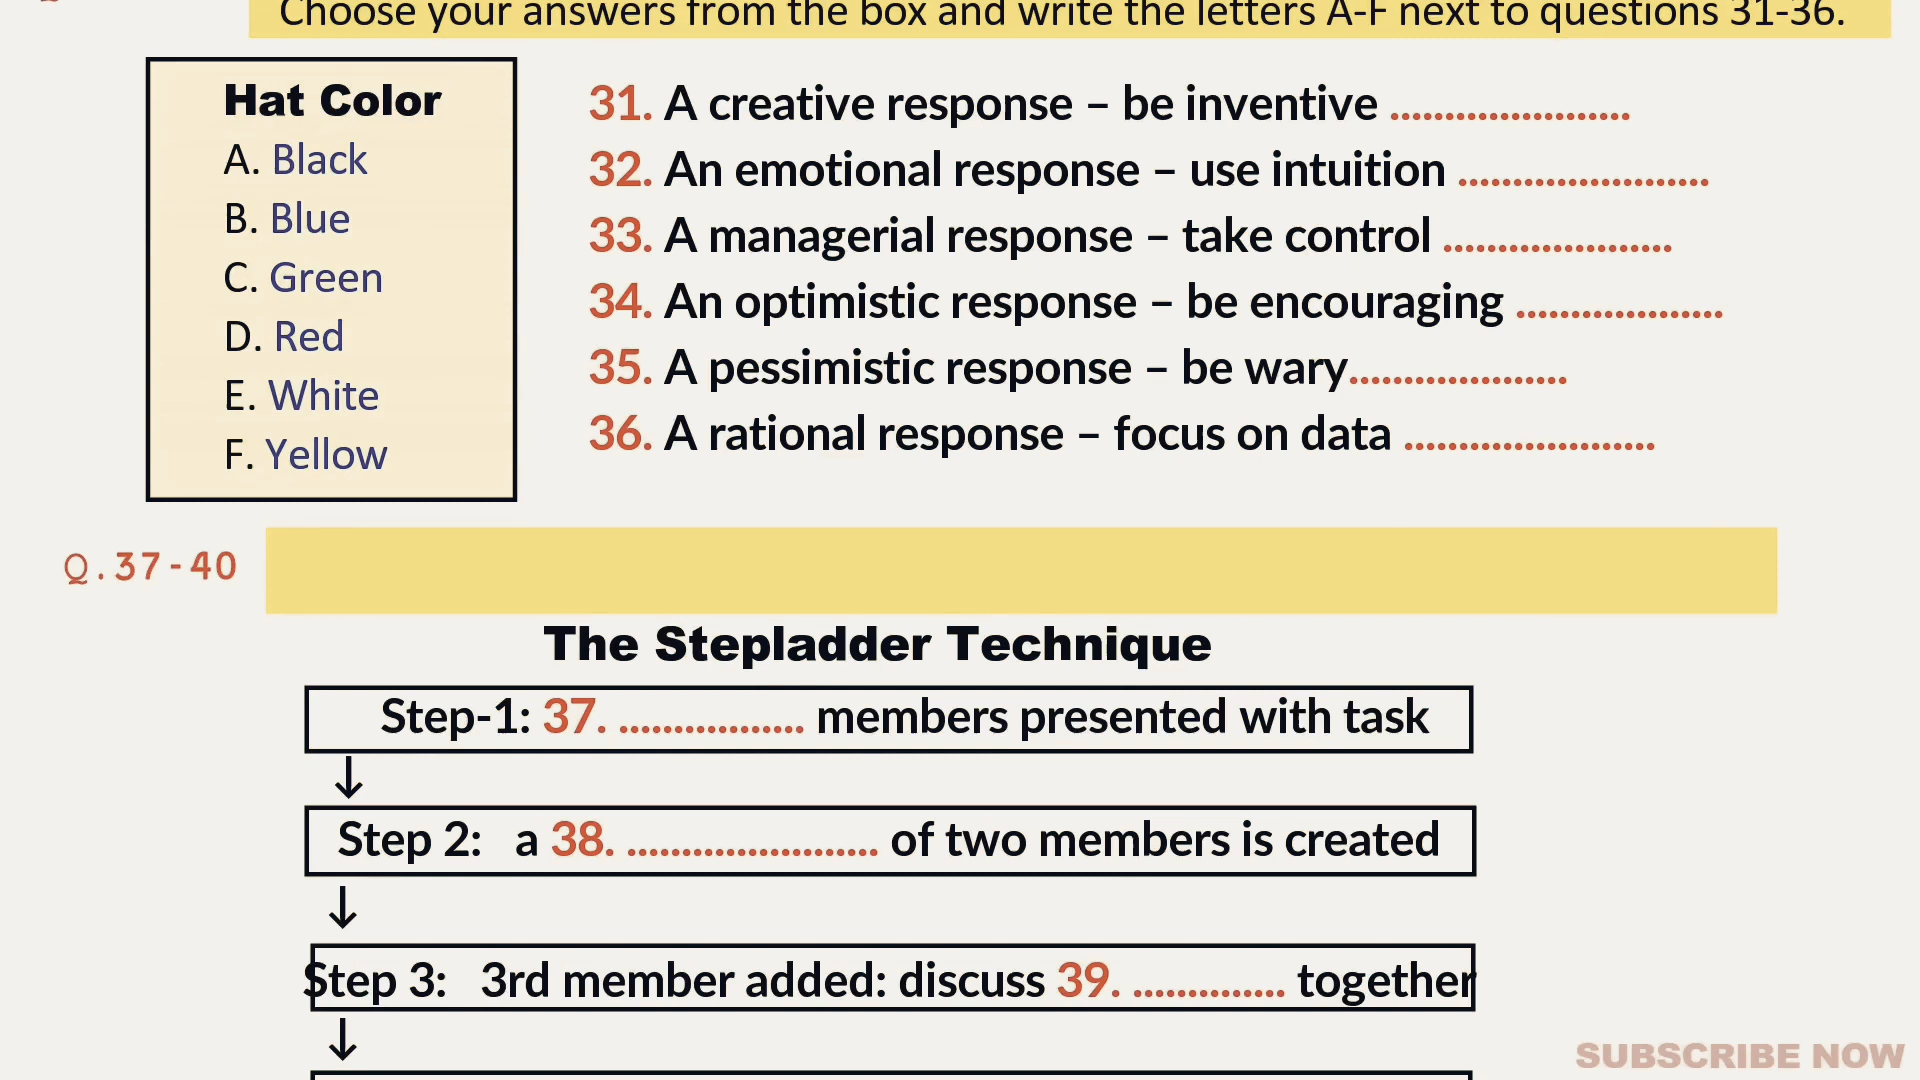 Choose your answers from the box and write the letters A-F next to questions 31-36.
Hat Color
A. Black
B. Blue
C. Green
D. Red
E. White
F. Yellow
31. A creative response – be inventive ......................
32. An emotional response – use intuition .......................
33. A managerial response – take control .....................
34. An optimistic response – be encouraging ...................
35. A pessimistic response – be wary....................
36. A rational response – focus on data .......................
Q.37-40
The Stepladder Technique
Step-1: 37. ................. members presented with task
↓
Step 2: a 38. ....................... of two members is created
↓
Step 3: 3rd member added: discuss 39. .............. together
↓
SUBSCRIBE NOW